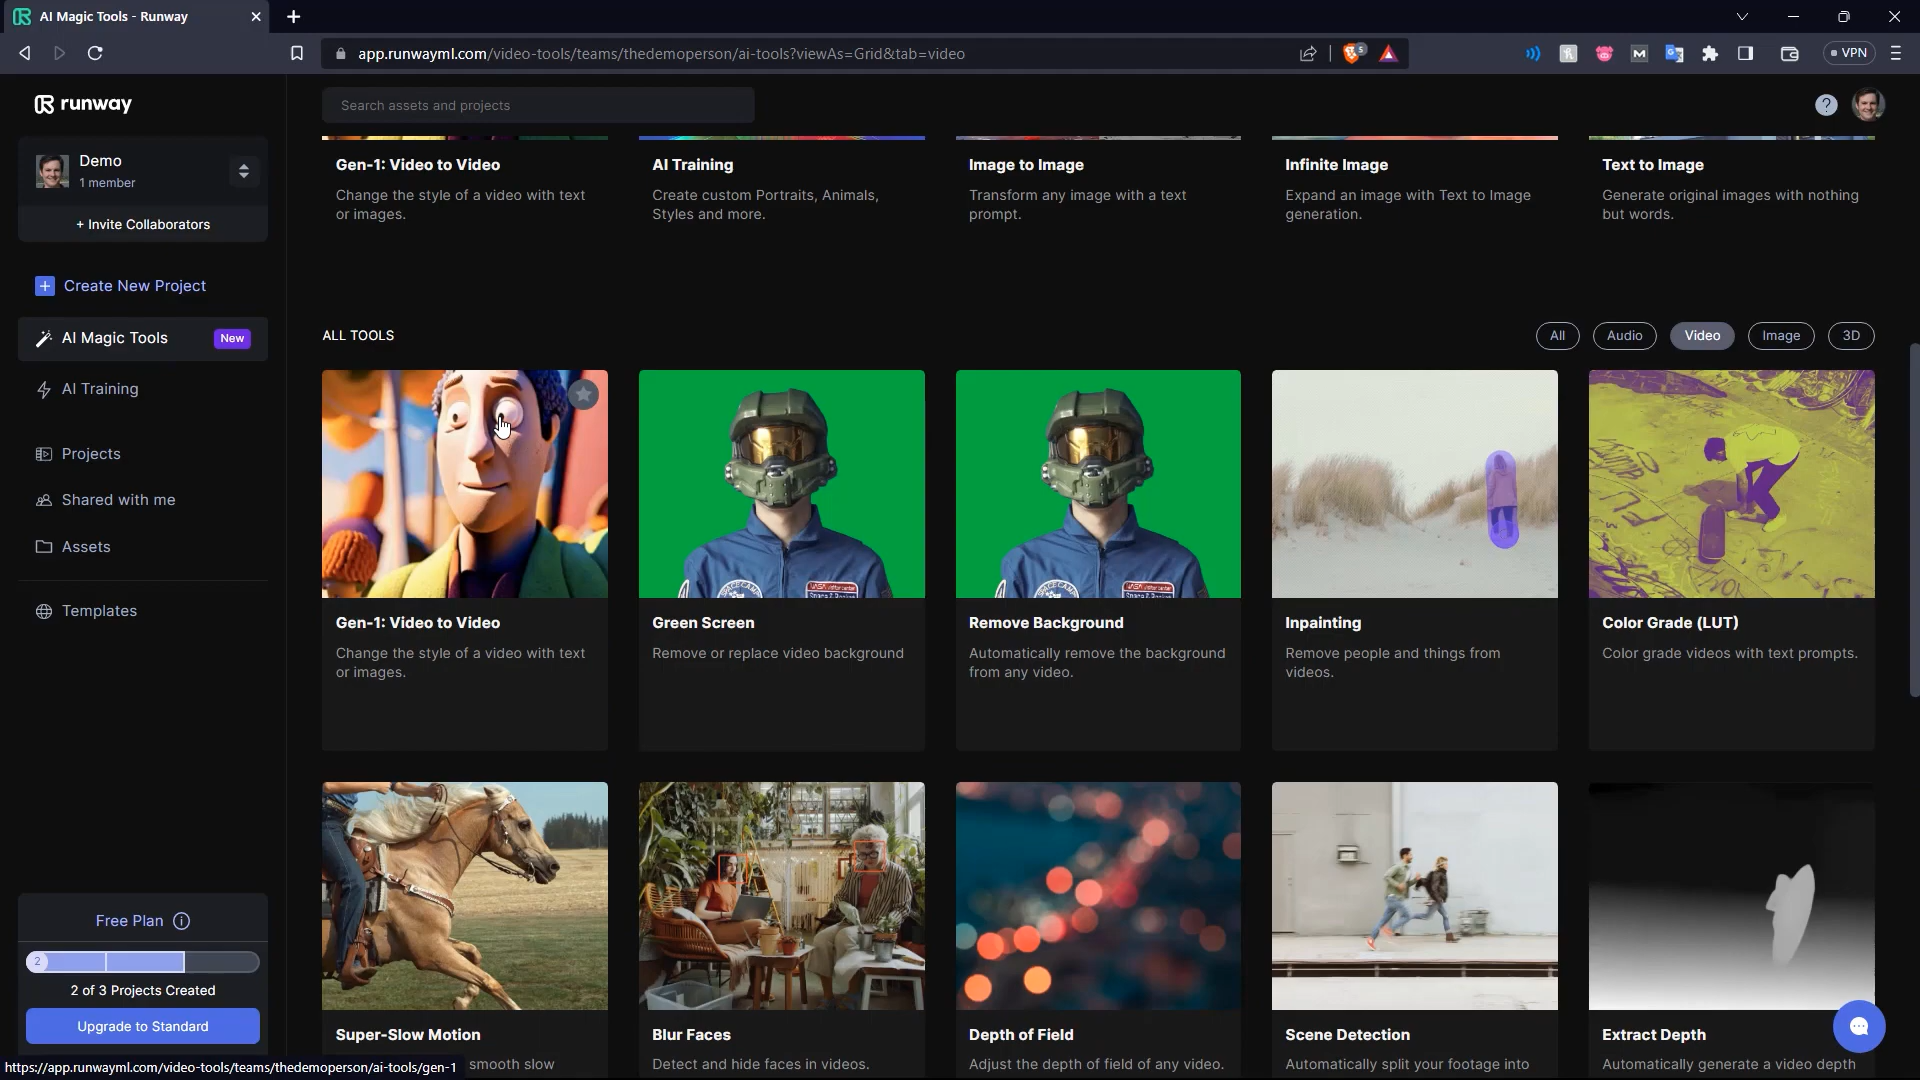 AI Magic Tools - Runway
app.runwayml.com/video-tools/teams/thedemoperson/ai-tools?viewAs=Grid&tab=video
5
VPN
runway
Search assets and projects
?
Demo
1 member
+ Invite Collaborators
Create New Project
AI Magic Tools New
AI Training
Projects
Shared with me
Assets
Templates
Gen-1: Video to Video
Change the style of a video with text
or images.
AI Training
Create custom Portraits, Animals,
Styles and more.
Image to Image
Transform any image with a text
prompt.
Infinite Image
Expand an image with Text to Image
generation.
Text to Image
Generate original images with nothing
but words.
ALL TOOLS
All Audio Video Image 3D
Gen-1: Video to Video
Change the style of a video with text
or images.
Green Screen
Remove or replace video background
Remove Background
Automatically remove the background
from any video.
Inpainting
Remove people and things from
videos.
Color Grade (LUT)
Color grade videos with text prompts.
Super-Slow Motion
smooth slow
Blur Faces
Detect and hide faces in videos.
Depth of Field
Adjust the depth of field of any video.
Scene Detection
Automatically split your footage into
Extract Depth
Automatically generate a video depth
Free Plan
2
2 of 3 Projects Created
Upgrade to Standard
https://app.runwayml.com/video-tools/teams/thedemoperson/ai-tools/gen-1